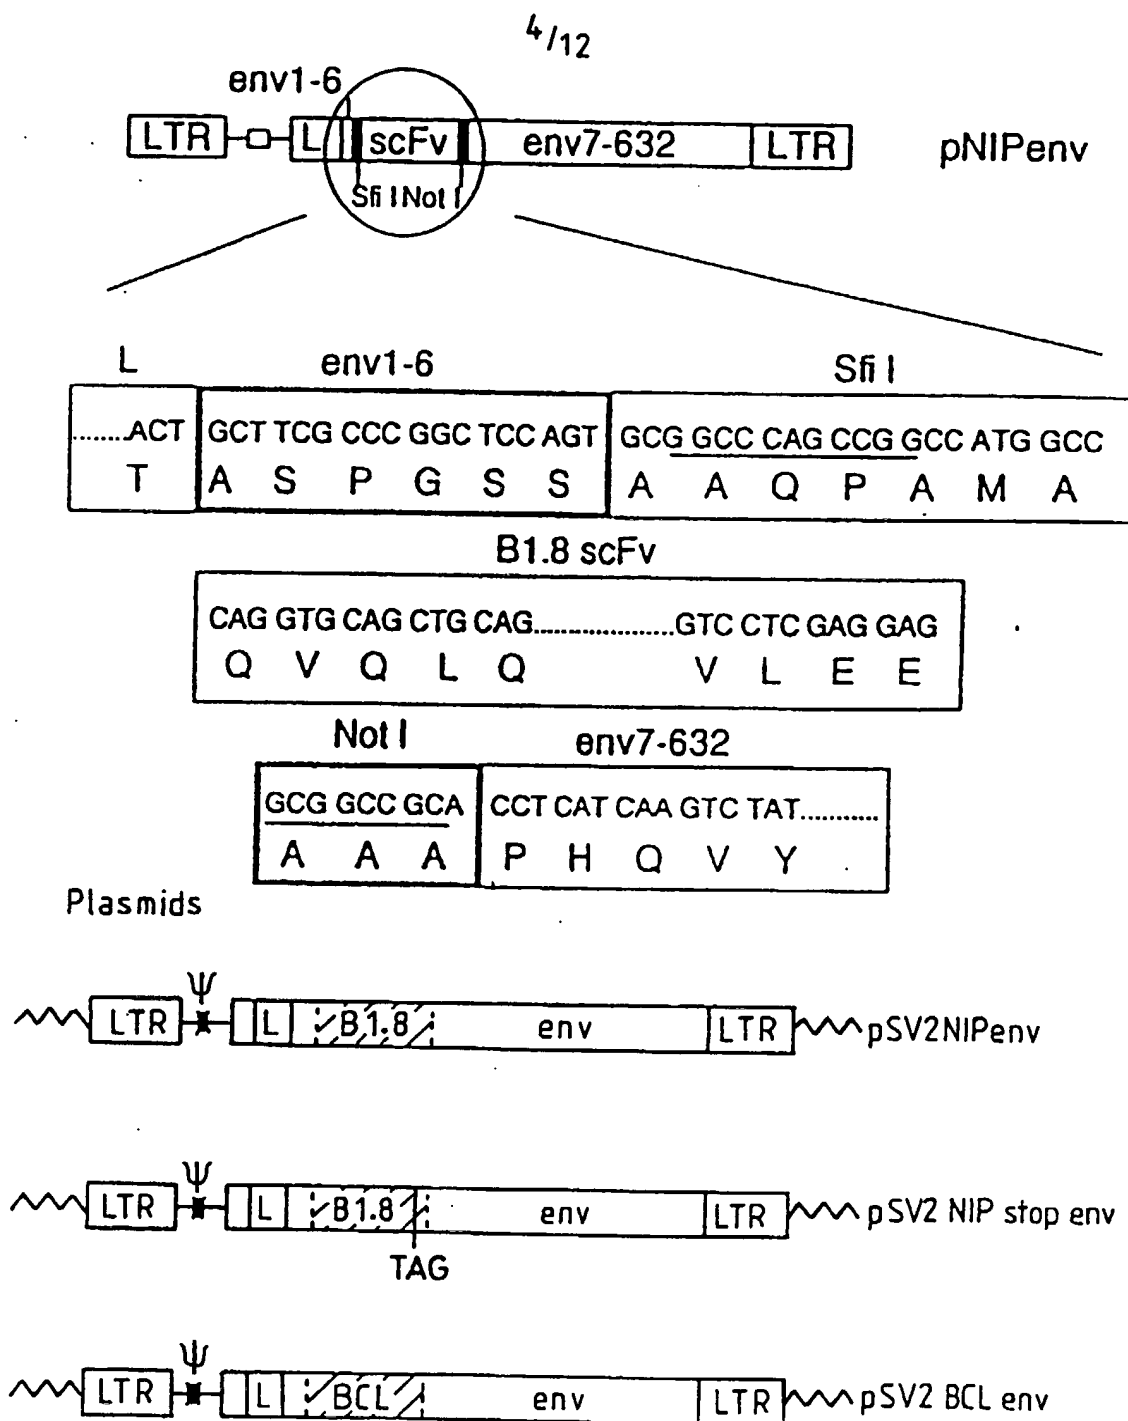 4/12
env1-6
LTR L scFv env7-632 LTR pNIPenv
Sfi I Not I
L env1-6 Sfi I
........ACT GCT TCG CCC GGC TCC AGT GCG GCC CAG CCG GCC ATG GCC
T A S P G S S A A Q P A M A
B1.8 scFv
CAG GTG CAG CTG CAG....................GTC CTC GAG GAG
Q V Q L Q V L E E
Not I env7-632
GCG GCC GCA CCT CAT CAA GTC TAT...........
A A A P H Q V Y
Plasmids
Ψ
LTR L B1.8 env LTR pSV2NIPenv
Ψ
LTR L B1.8 env LTR pSV2 NIP stop env
TAG
Ψ
LTR L BCL env LTR pSV2 BCL env